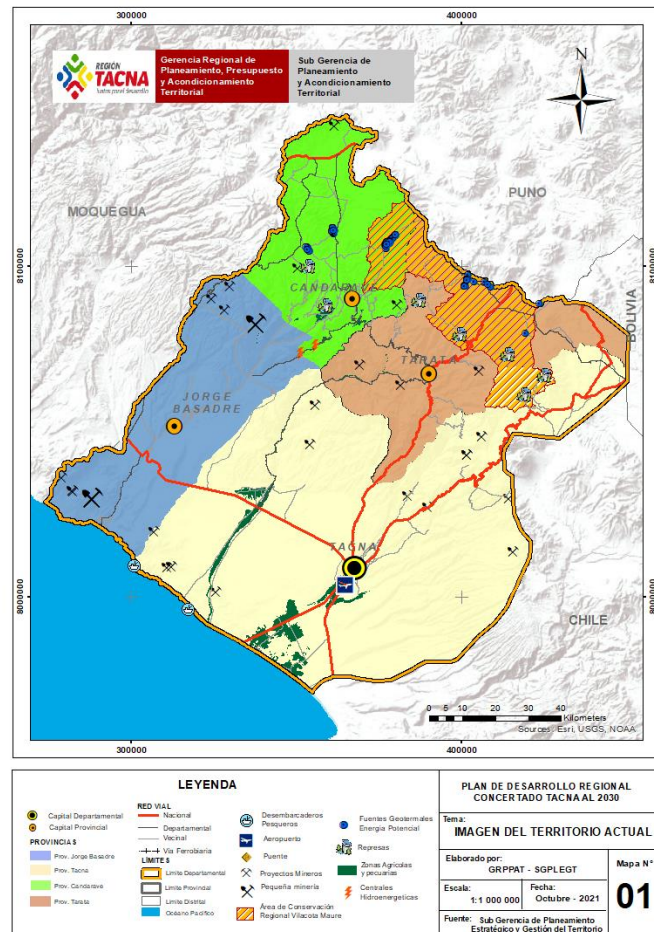 300000
400000
REGIÓN
TACNA
Gerencia Regional de
Planeamiento, Presupuesto
y Acondicionamiento
Territorial
Sub Gerencia de
Planeamiento
y Acondicionamiento
Territorial
N
PUNO
MOQUEGUA
8100000
8100000
CANDARAVE
BOLIVIA
TARATA
JORGE
BASADRE
TACNA
8000000
8000000
CHILE
0 5 10 20 30 40
Kilometers
Sources: Esri, USGS, NOAA
300000
400000
LEYENDA
Capital Departamental
Capital Provincial
PROVINCIAS
Prov. Jorge Basadre
Prov. Tacna
Prov. Candarave
Prov. Tarata
RED VIAL
Nacional
Departamental
Vecinal
Vía Ferrobiaria
LÍMITES
Límite Departamental
Límite Provincial
Límite Distrital
Océano Pacífico
Desembarcaderos
Pesqueros
Aeropuerto
Puente
Proyectos Mineros
Pequeña minería
Área de Conservación
Regional Vilacota Maure
Fuentes Geotermales
Energía Potencial
Represas
Zonas Agrícolas
y pecuarias
Centrales
Hidroenergeticas
PLAN DE DESARROLLO REGIONAL
CONCERTADO TACNA AL 2030
Tema:
IMAGEN DEL TERRITORIO ACTUAL
Elaborado por:
GRPPAT - SGPLEGT
Mapa N°
01
Escala:
1:1 000 000
Fecha:
Octubre - 2021
Fuente: Sub Gerencia de Planeamiento
Estratégico y Gestión del Territorio